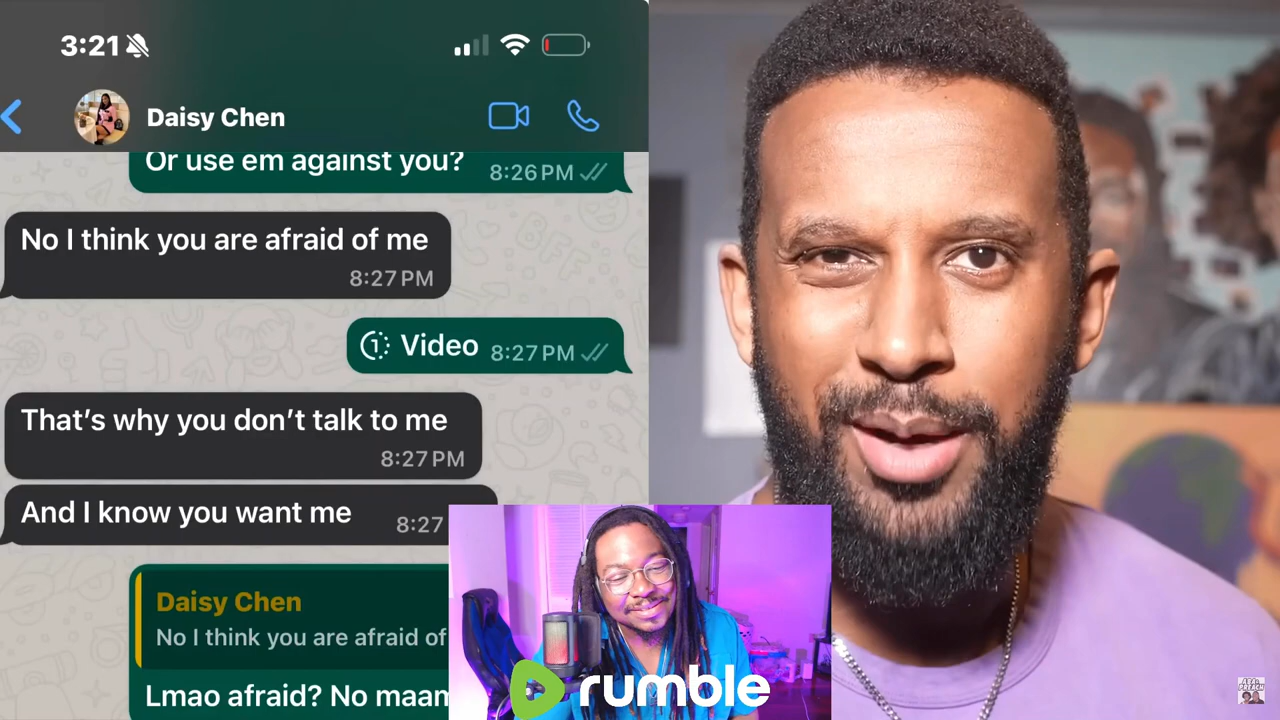 3:21
Daisy Chen
Or use em against you?
8:26 PM
No I think you are afraid of me
8:27 PM
1 Video 8:27 PM
That's why you don't talk to me
8:27 PM
And I know you want me 8:27
Daisy Chen
No I think you are afraid of
Lmao afraid? No maam
rumble
PREACH